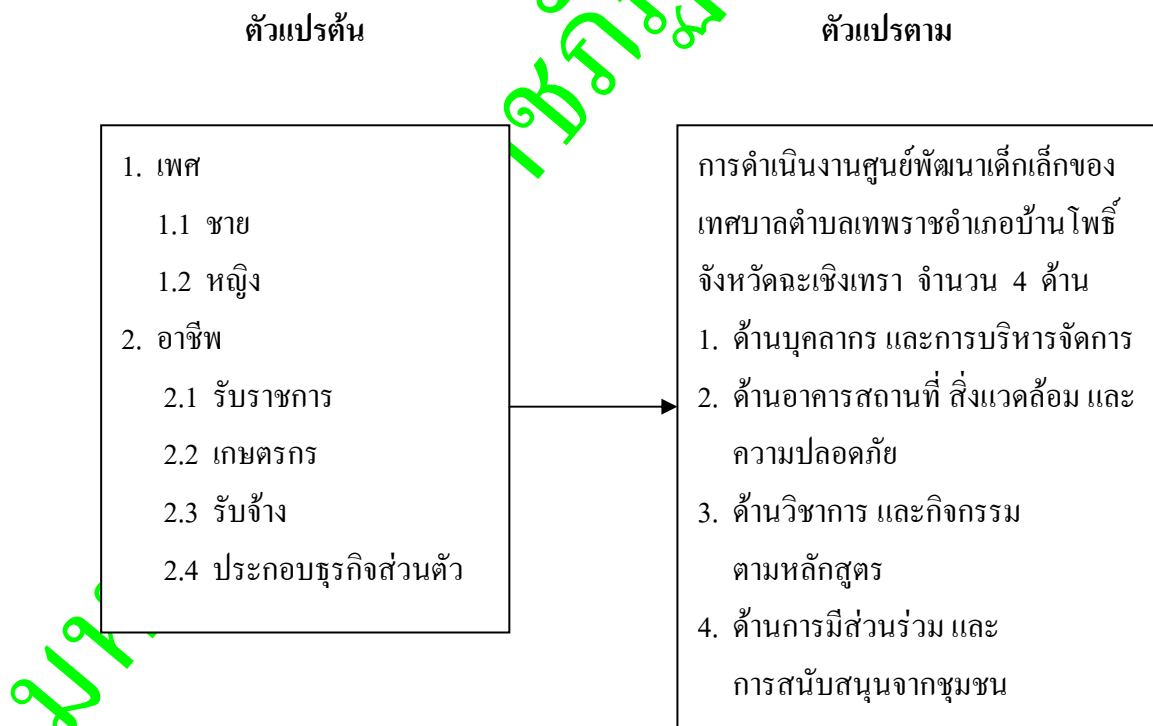 ตัวแปรต้น
ตัวแปรตาม
1. เพศ
1.1 ชาย
1.2 หญิง
2. อาชีพ
2.1 รับราชการ
2.2 เกษตรกร
2.3 รับจ้าง
2.4 ประกอบธุรกิจส่วนตัว
การดำเนินงานศูนย์พัฒนาเด็กเล็กของ
เทศบาลตำบลเทพราชอำเภอบ้านโพธิ์
จังหวัดฉะเชิงเทรา จำนวน 4 ด้าน
1. ด้านบุคลากร และการบริหารจัดการ
2. ด้านอาคารสถานที่ สิ่งแวดล้อม และ
ความปลอดภัย
3. ด้านวิชาการ และกิจกรรม
ตามหลักสูตร
4. ด้านการมีส่วนร่วม และ
การสนับสนุนจากชุมชน